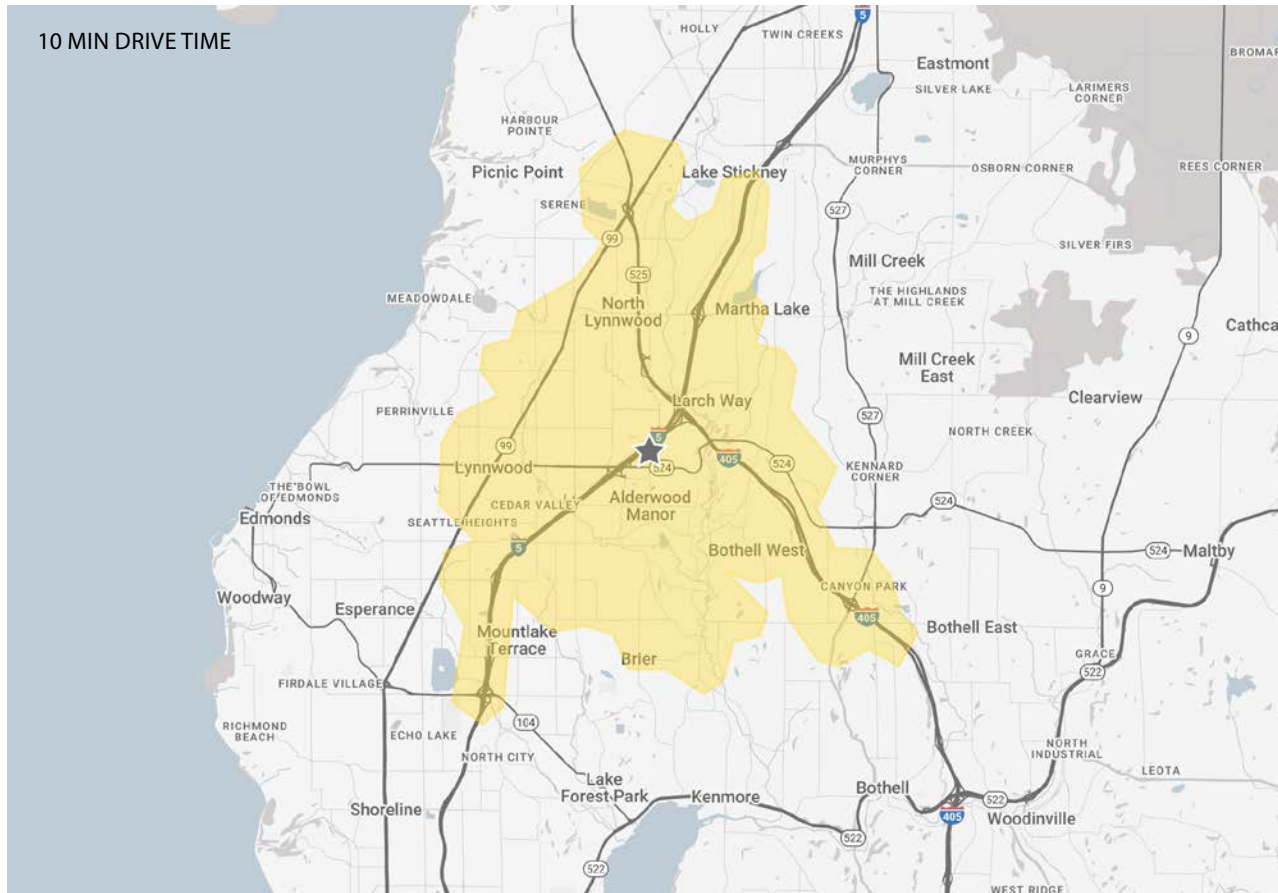 10 MIN DRIVE TIME
5
HOLLY
TWIN CREEKS
Eastmont
SILVER LAKE
LARIMERS
CORNER
HARBOUR
POINTE
Picnic Point
Lake Stickney
MURPHYS
CORNER
OSBORN CORNER
REES CORNER
SERENE
527
99
SILVER FIRS
525
Mill Creek
MEADOWDALE
North
Lynnwood
Martha Lake
THE HIGHLANDS
AT MILL CREEK
9
Mill Creek
East
Clearview
Larch Way
PERRINVILLE
527
5
99
NORTH CREEK
405
524
Lynnwood
524
KENNARD
CORNER
THE BOWL
OF EDMONDS
CEDAR VALLEY
Alderwood
Manor
524
Edmonds
SEATTLE HEIGHTS
5
Bothell West
524
Maltby
CANYON PARK
9
Woodway
Esperance
405
Mountlake
Terrace
Bothell East
Brier
GRACE
522
FIRDALE VILLAGE
RICHMOND
BEACH
ECHO LAKE
104
NORTH CITY
NORTH
INDUSTRIAL
LEOTA
Lake
Forest Park
Kenmore
Bothell
Shoreline
522
405
Woodinville
522
522
WEST RIDGE